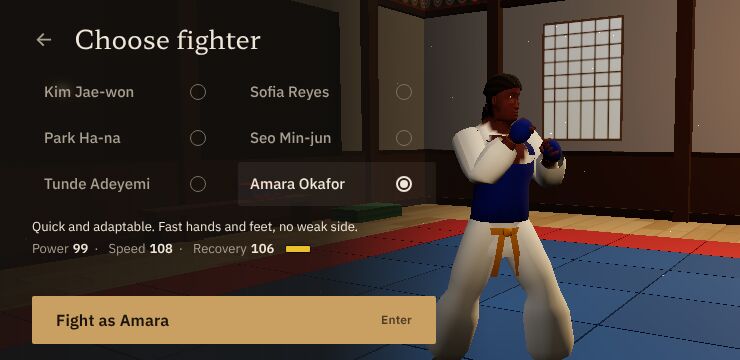 Choose fighter
Kim Jae-won
Sofia Reyes
Park Ha-na
Seo Min-jun
Tunde Adeyemi
Amara Okafor
Quick and adaptable. Fast hands and feet, no weak side.
Power 99 · Speed 108 · Recovery 106
Fight as Amara
Enter